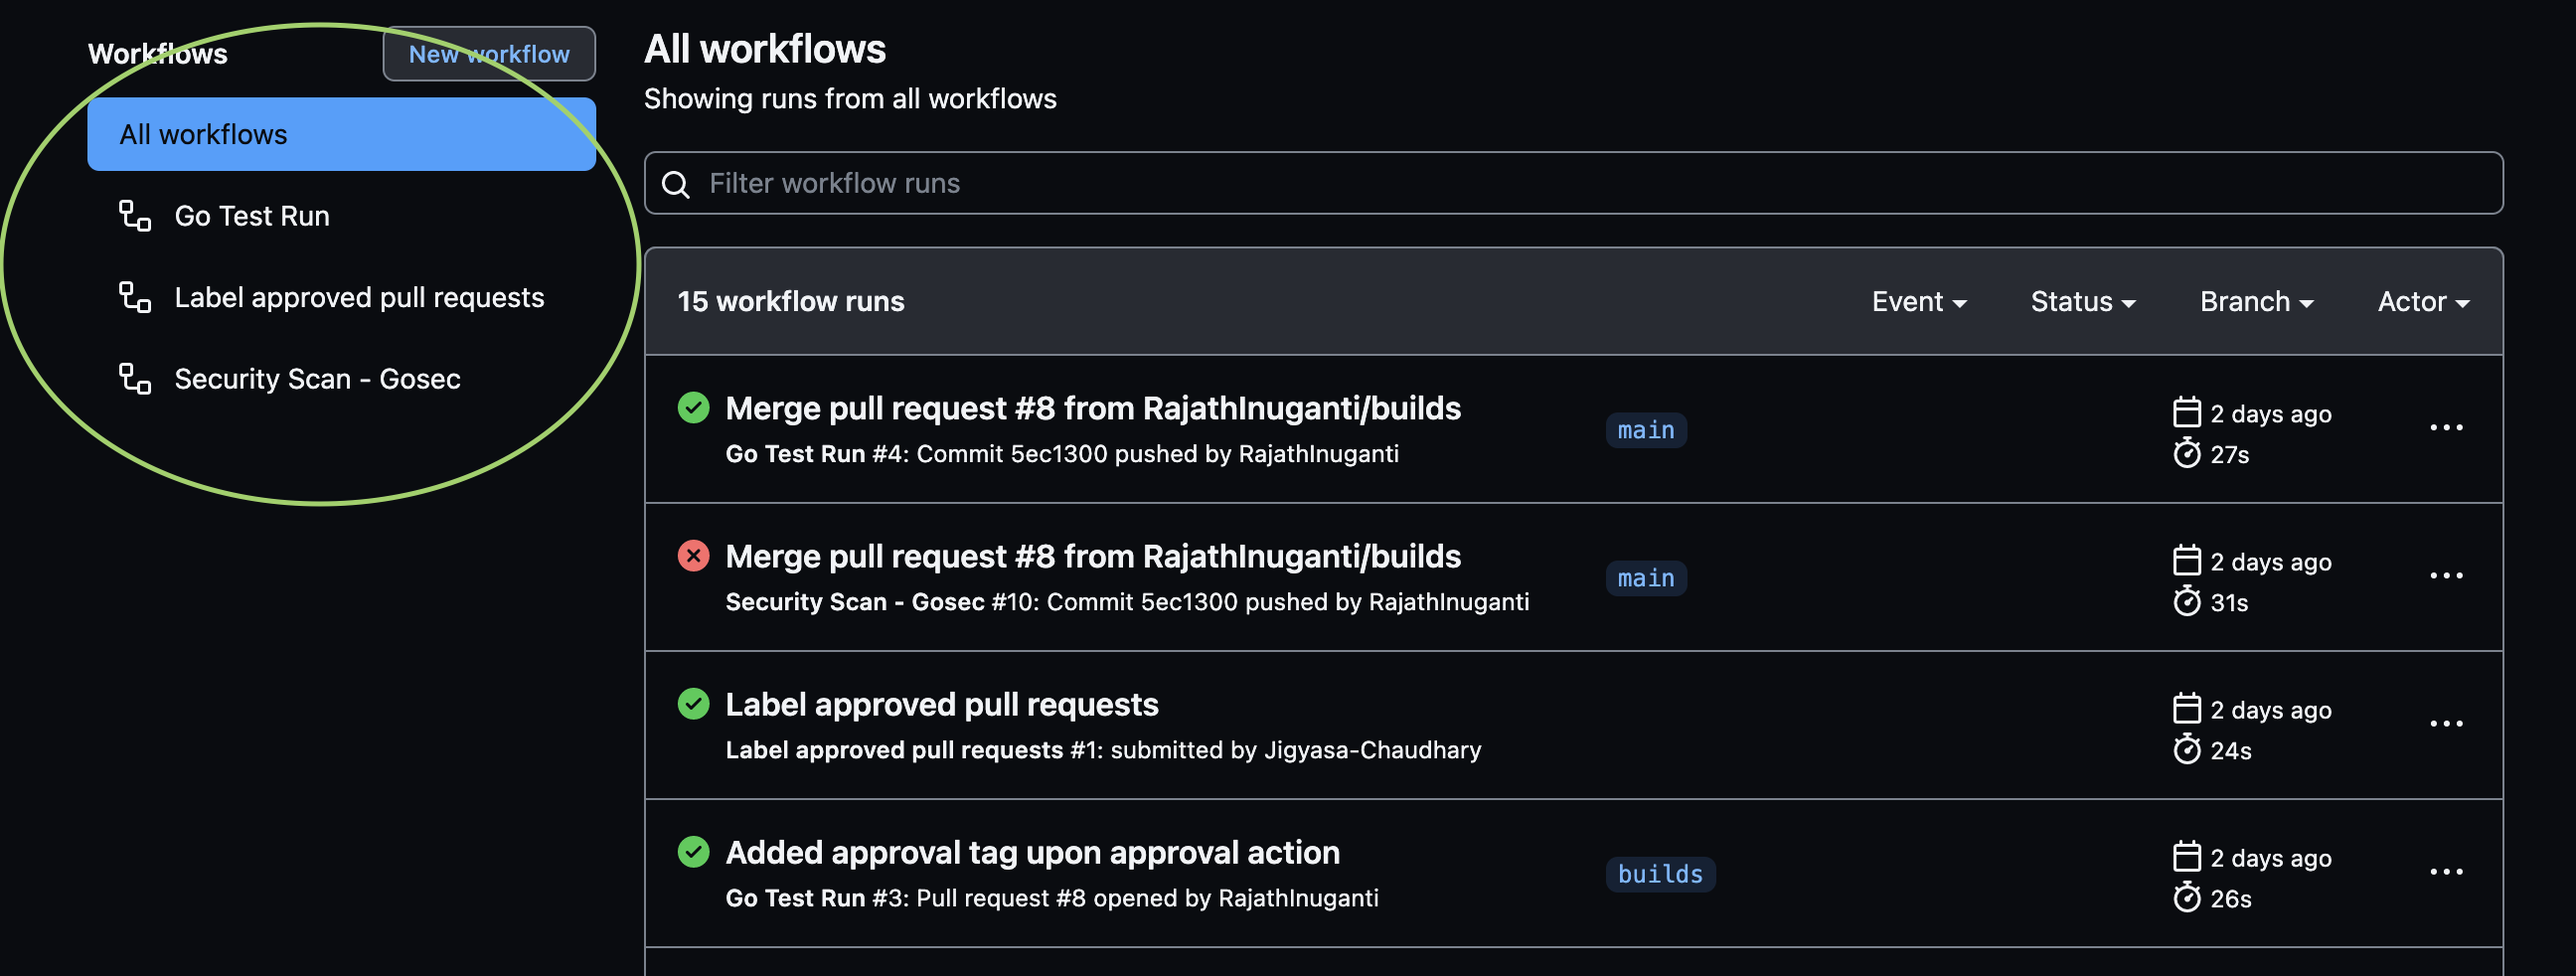 Workflows
New workflow
All workflows
Go Test Run
Label approved pull requests
Security Scan - Gosec
All workflows
Showing runs from all workflows
Filter workflow runs
15 workflow runs
Event
Status
Branch
Actor
Merge pull request #8 from RajathInuganti/builds
Go Test Run #4: Commit 5ec1300 pushed by RajathInuganti
main
2 days ago
27s
Merge pull request #8 from RajathInuganti/builds
Security Scan - Gosec #10: Commit 5ec1300 pushed by RajathInuganti
main
2 days ago
31s
Label approved pull requests
Label approved pull requests #1: submitted by Jigyasa-Chaudhary
2 days ago
24s
Added approval tag upon approval action
Go Test Run #3: Pull request #8 opened by RajathInuganti
builds
2 days ago
26s